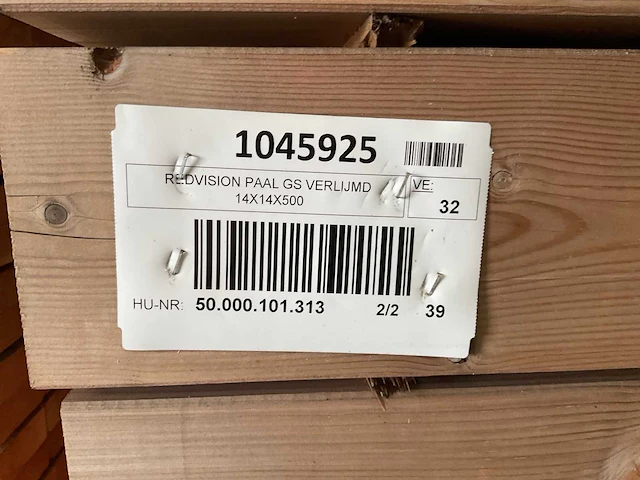 1045925
REDVISION PAAL GS VERLIJMD
14X14X500
VE:
32
HU-NR: 50.000.101.313 2/2 39